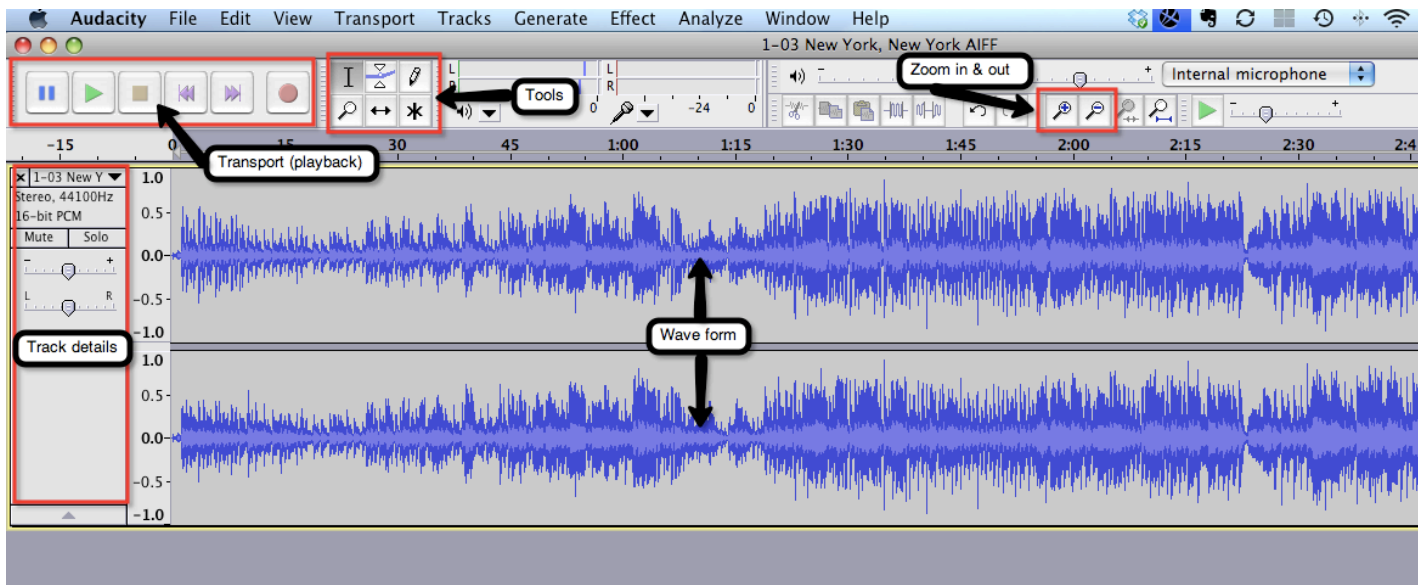 Audacity File Edit View Transport Tracks Generate Effect Analyze Window Help
1-03 New York, New York AIFF
L L
R R
0 -24 0
- +
Internal microphone
- +
Tools
Zoom in & out
-15 0 15 30 45 1:00 1:15 1:30 1:45 2:00 2:15 2:30 2:4
Transport (playback)
1-03 New Y
Stereo, 44100Hz
16-bit PCM
Mute Solo
- +
L R
Track details
1.0
0.5
0.0
-0.5
-1.0
Wave form
1.0
0.5
0.0
-0.5
-1.0